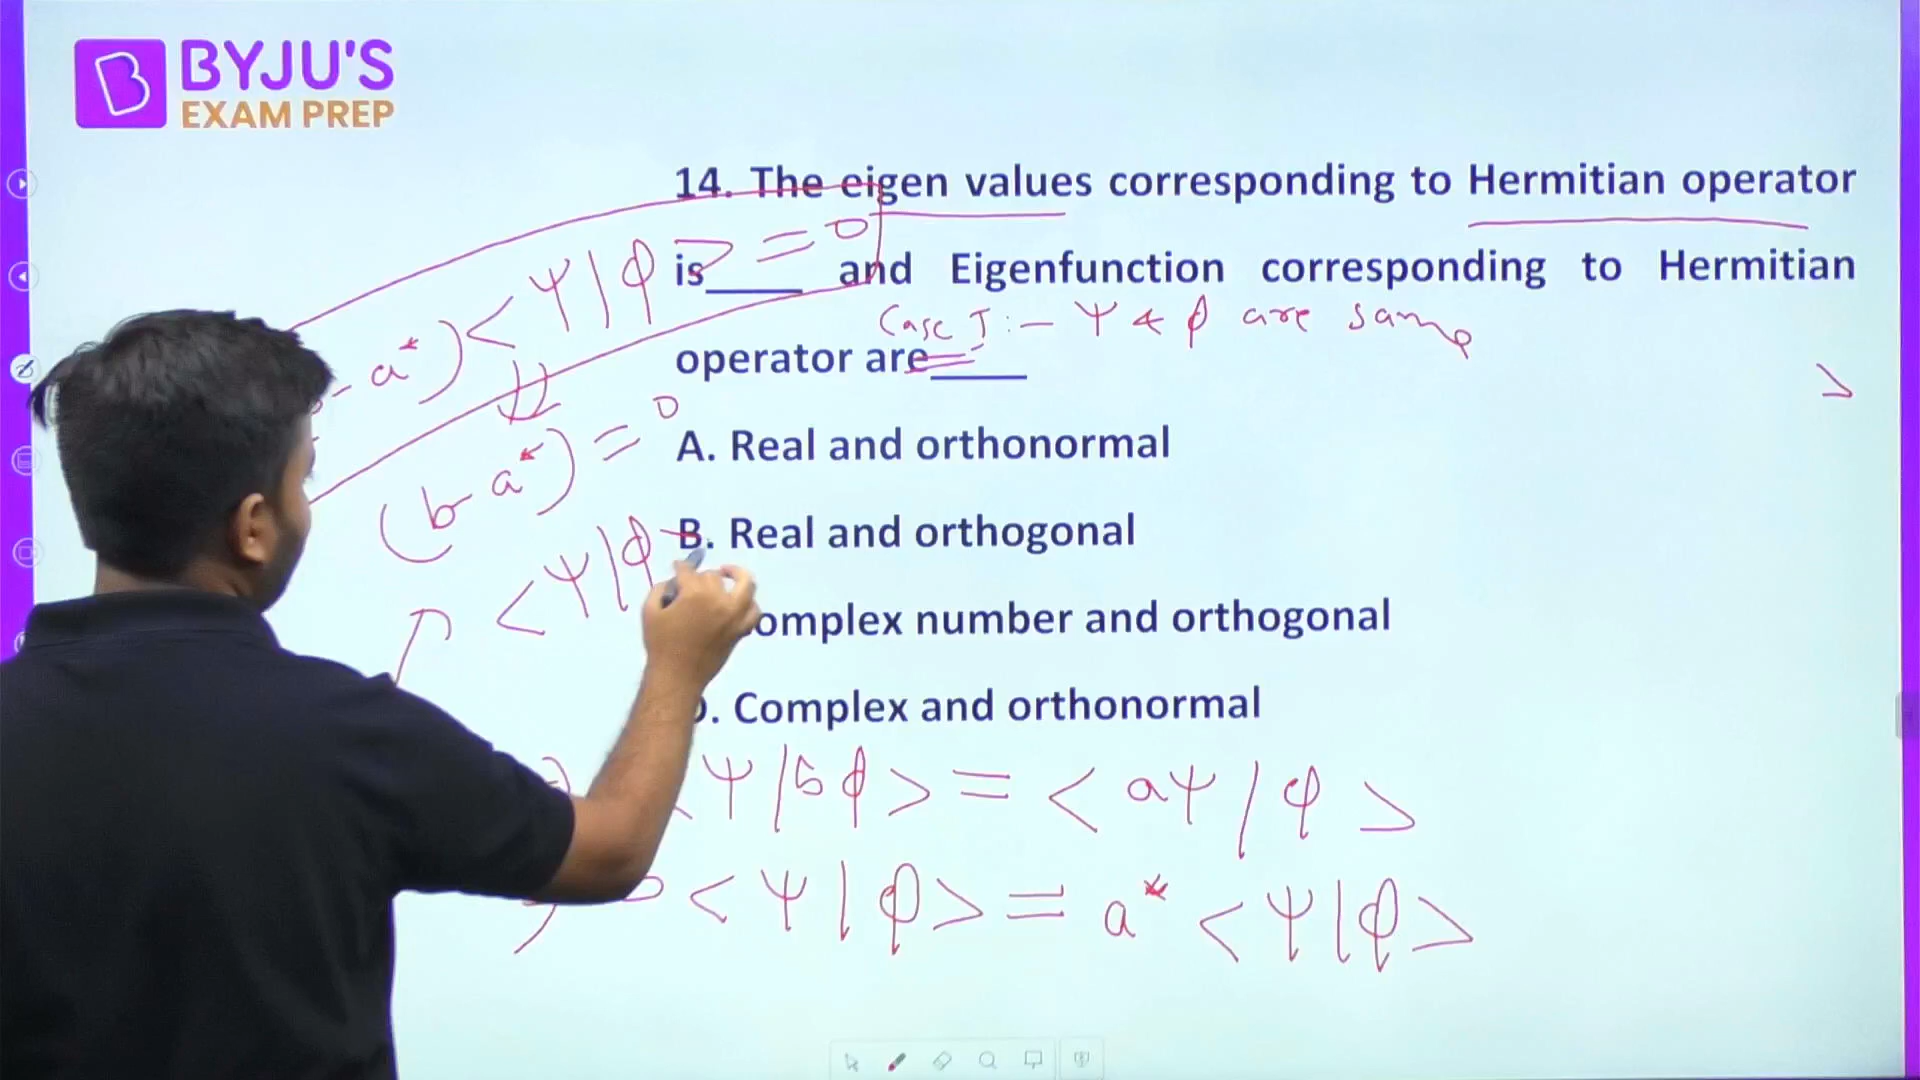 BYJU'S
EXAM PREP
14. The eigen values corresponding to Hermitian operator
is____ and Eigenfunction corresponding to Hermitian
operator are____
A. Real and orthonormal
B. Real and orthogonal
omplex number and orthogonal
. Complex and orthonormal
Case I :- Ψ & ϕ are same
- a*) <Ψ|ϕ> = 0
(b - a*) = 0
<Ψ|ϕ
<Ψ|bϕ> = <aΨ|ϕ>
<Ψ|ϕ> = a* <Ψ|ϕ>